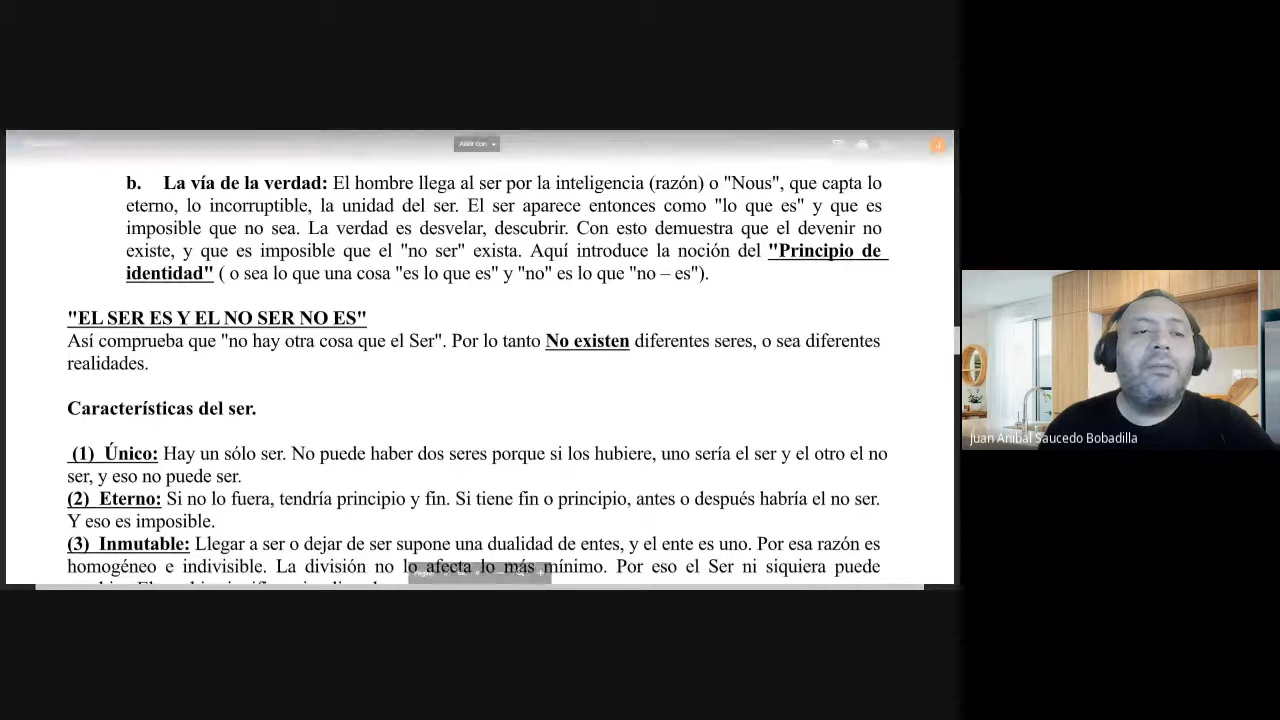 Abrir con
J
b. La vía de la verdad: El hombre llega al ser por la inteligencia (razón) o "Nous", que capta lo
eterno, lo incorruptible, la unidad del ser. El ser aparece entonces como "lo que es" y que es
imposible que no sea. La verdad es desvelar, descubrir. Con esto demuestra que el devenir no
existe, y que es imposible que el "no ser" exista. Aquí introduce la noción del "Principio de
identidad" ( o sea lo que una cosa "es lo que es" y "no" es lo que "no – es").
"EL SER ES Y EL NO SER NO ES"
Así comprueba que "no hay otra cosa que el Ser". Por lo tanto No existen diferentes seres, o sea diferentes
realidades.
Características del ser.
(1) Único: Hay un sólo ser. No puede haber dos seres porque si los hubiere, uno sería el ser y el otro el no
ser, y eso no puede ser.
(2) Eterno: Si no lo fuera, tendría principio y fin. Si tiene fin o principio, antes o después habría el no ser.
Y eso es imposible.
(3) Inmutable: Llegar a ser o dejar de ser supone una dualidad de entes, y el ente es uno. Por esa razón es
homogéneo e indivisible. La división no lo afecta lo más mínimo. Por eso el Ser ni siquiera puede
Juan Anibal Saucedo Bobadilla